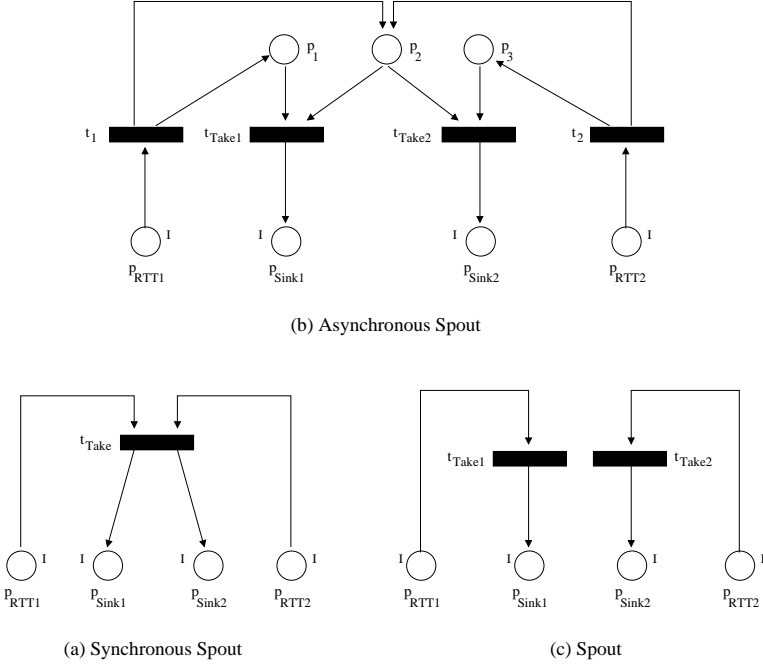 p1 p2 p3
t1 tTake1 tTake2 t2
I I I I
pRTT1 pSink1 pSink2 pRTT2
(b) Asynchronous Spout
tTake
I I I I
pRTT1 pSink1 pSink2 pRTT2
(a) Synchronous Spout
tTake1 tTake2
I I I I
pRTT1 pSink1 pSink2 pRTT2
(c) Spout